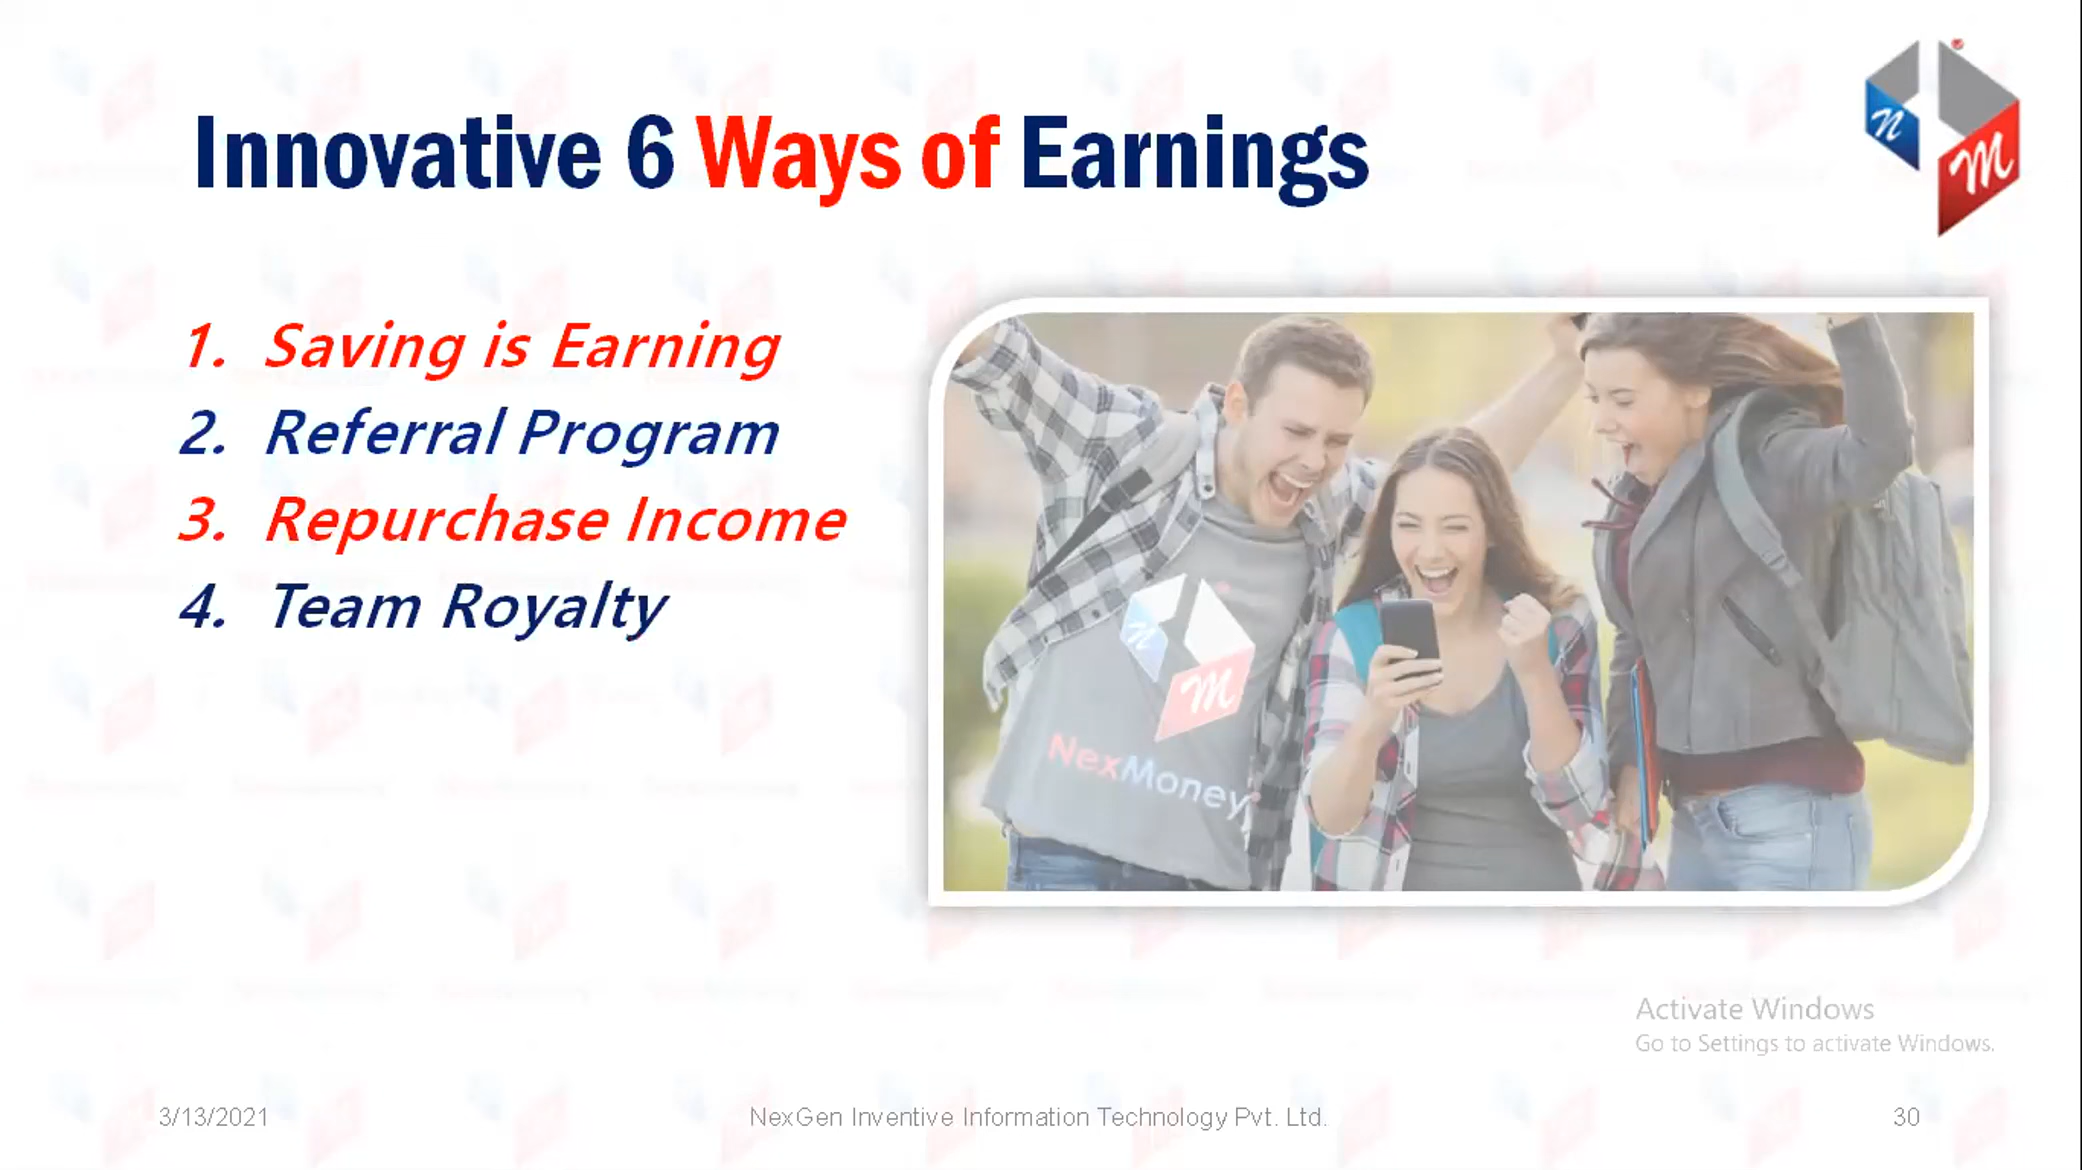 Innovative 6 Ways of Earnings
n
M
1. Saving is Earning
2. Referral Program
3. Repurchase Income
4. Team Royalty
n
M
NexMoney
Activate Windows
Go to Settings to activate Windows.
3/13/2021
NexGen Inventive Information Technology Pvt. Ltd.
30